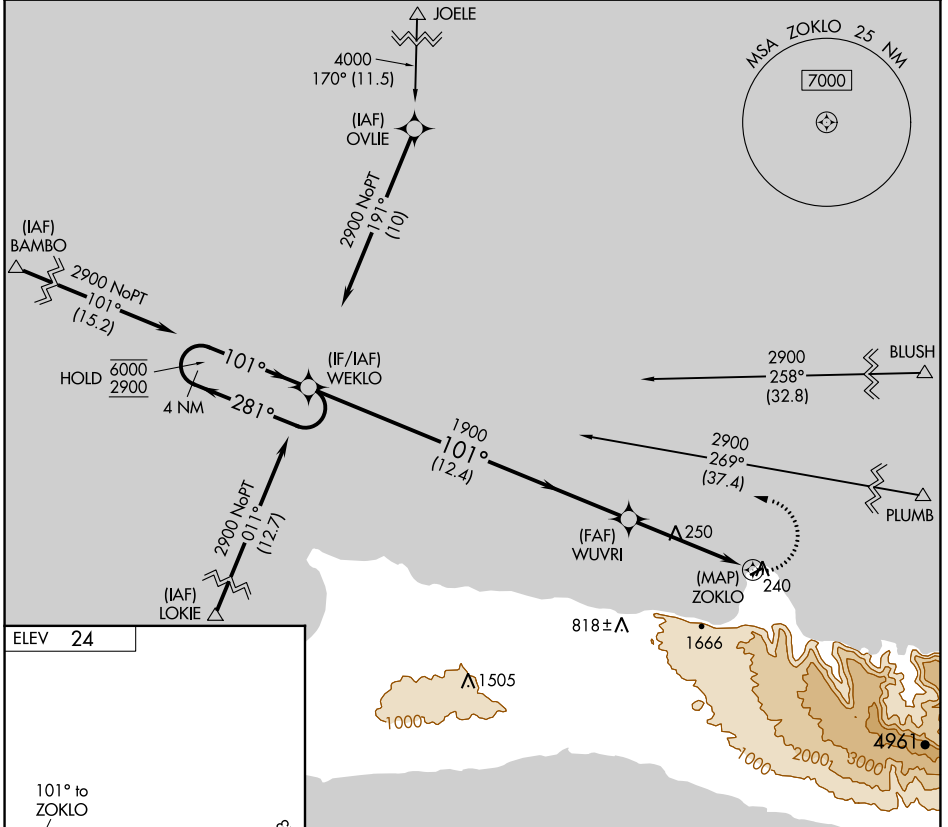 JOELE
4000
170° (11.5)
(IAF)
OVLIE
MSA ZOKLO 25 NM
7000
2900 NoPT
191°
(10)
(IAF)
BAMBO
2900 NoPT
101°
(15.2)
HOLD
6000
2900
4 NM
101°
281°
(IF/IAF)
WEKLO
2900
258°
(32.8)
BLUSH
1900
101°
(12.4)
2900
269°
(37.4)
PLUMB
2900 NoPT
011°
(12.7)
(IAF)
LOKIE
(FAF)
WUVRI
250
(MAP)
ZOKLO
240
818±
1666
1505
1000
4961
1000
2000
3000
ELEV 24
101° to
ZOKLO